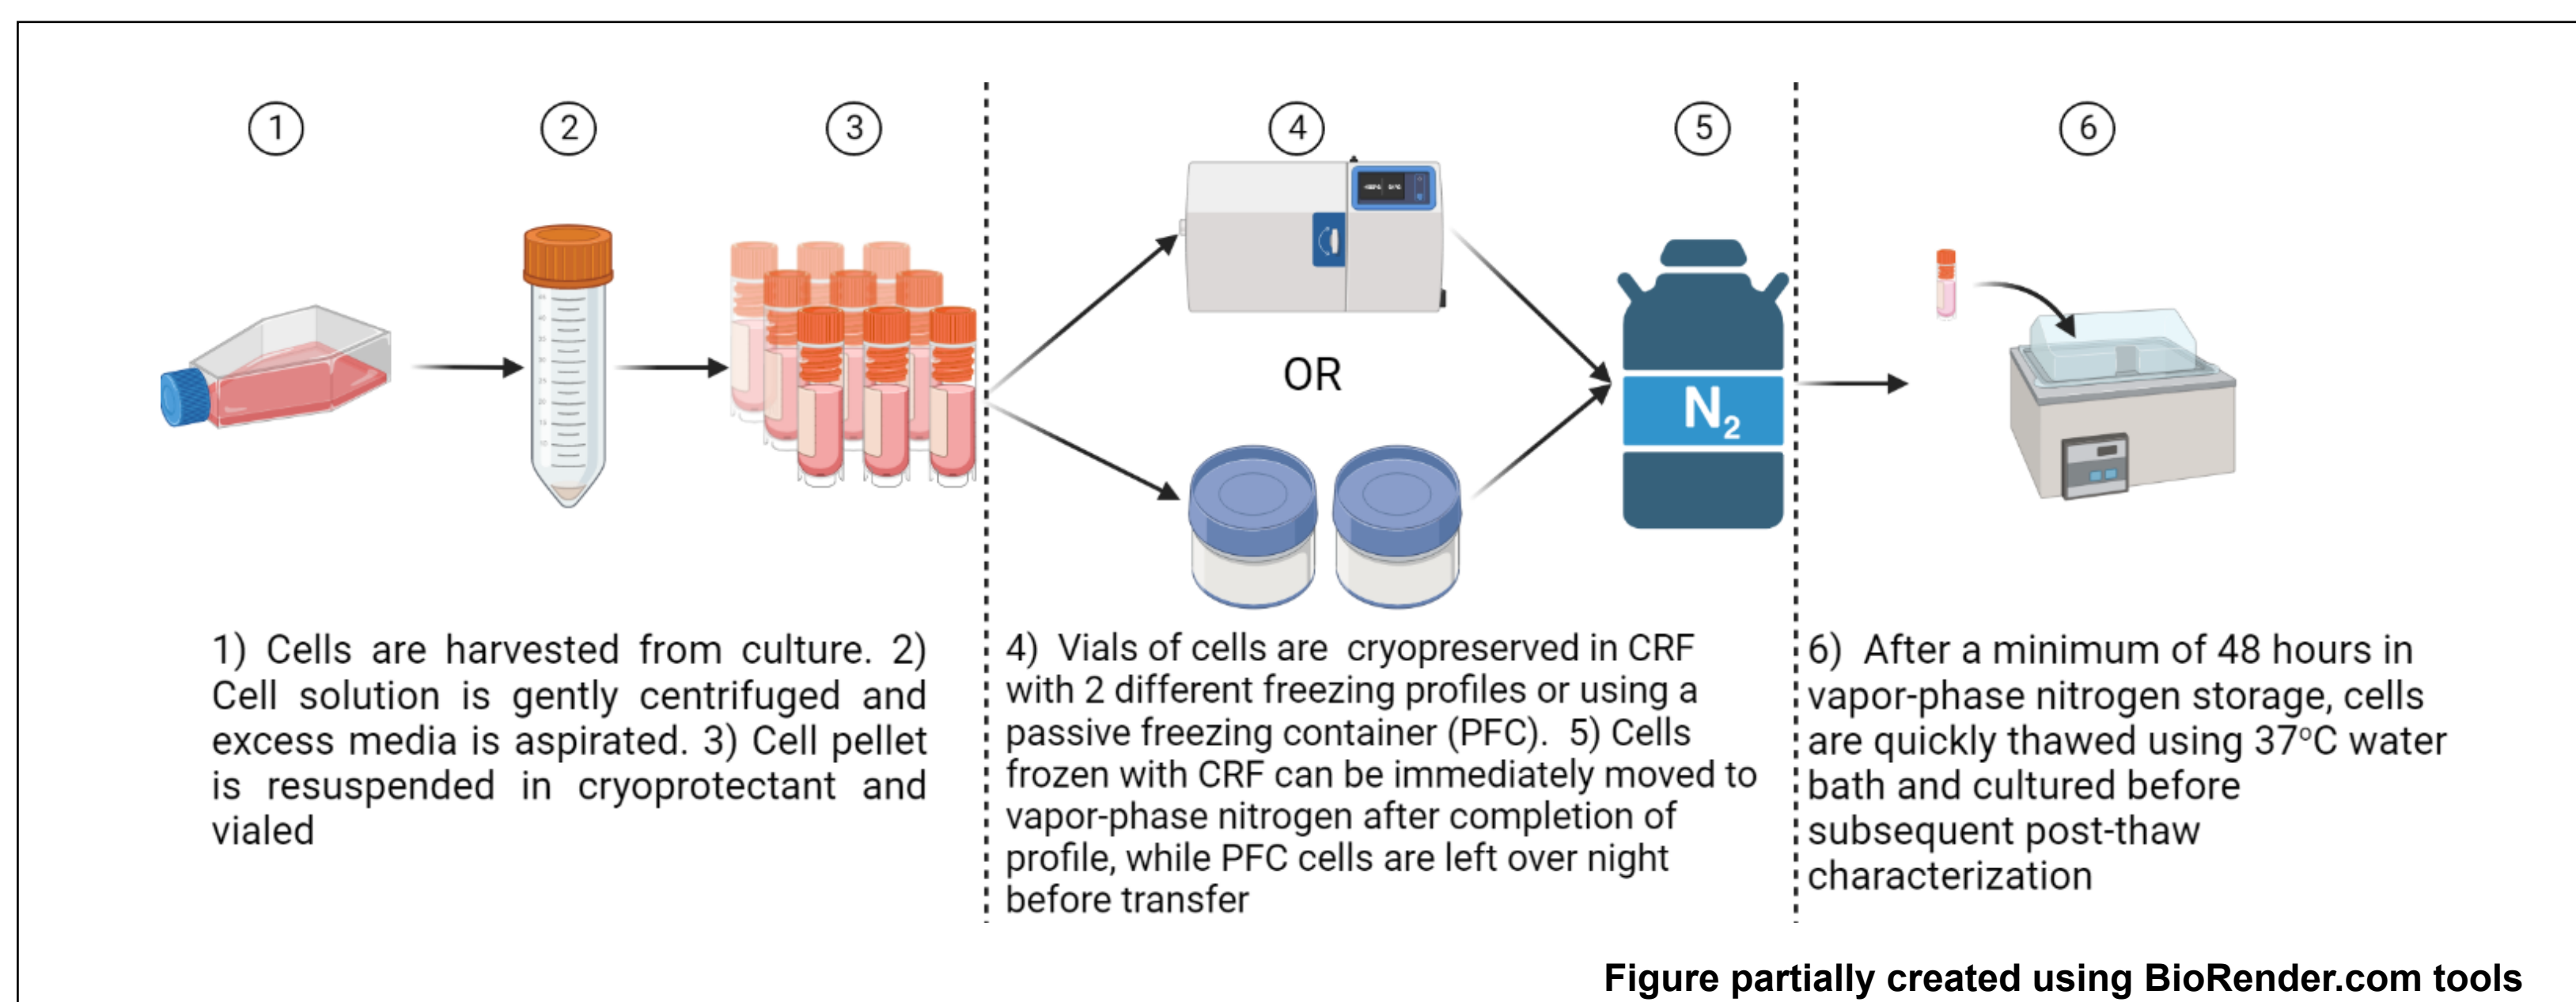 1
2
3
4
5
6
OR
N2
1) Cells are harvested from culture. 2)
Cell solution is gently centrifuged and
excess media is aspirated. 3) Cell pellet
is resuspended in cryoprotectant and
vialed
4) Vials of cells are cryopreserved in CRF
with 2 different freezing profiles or using a
passive freezing container (PFC). 5) Cells
frozen with CRF can be immediately moved to
vapor-phase nitrogen after completion of
profile, while PFC cells are left over night
before transfer
6) After a minimum of 48 hours in
vapor-phase nitrogen storage, cells
are quickly thawed using 37ºC water
bath and cultured before
subsequent post-thaw
characterization
Figure partially created using BioRender.com tools